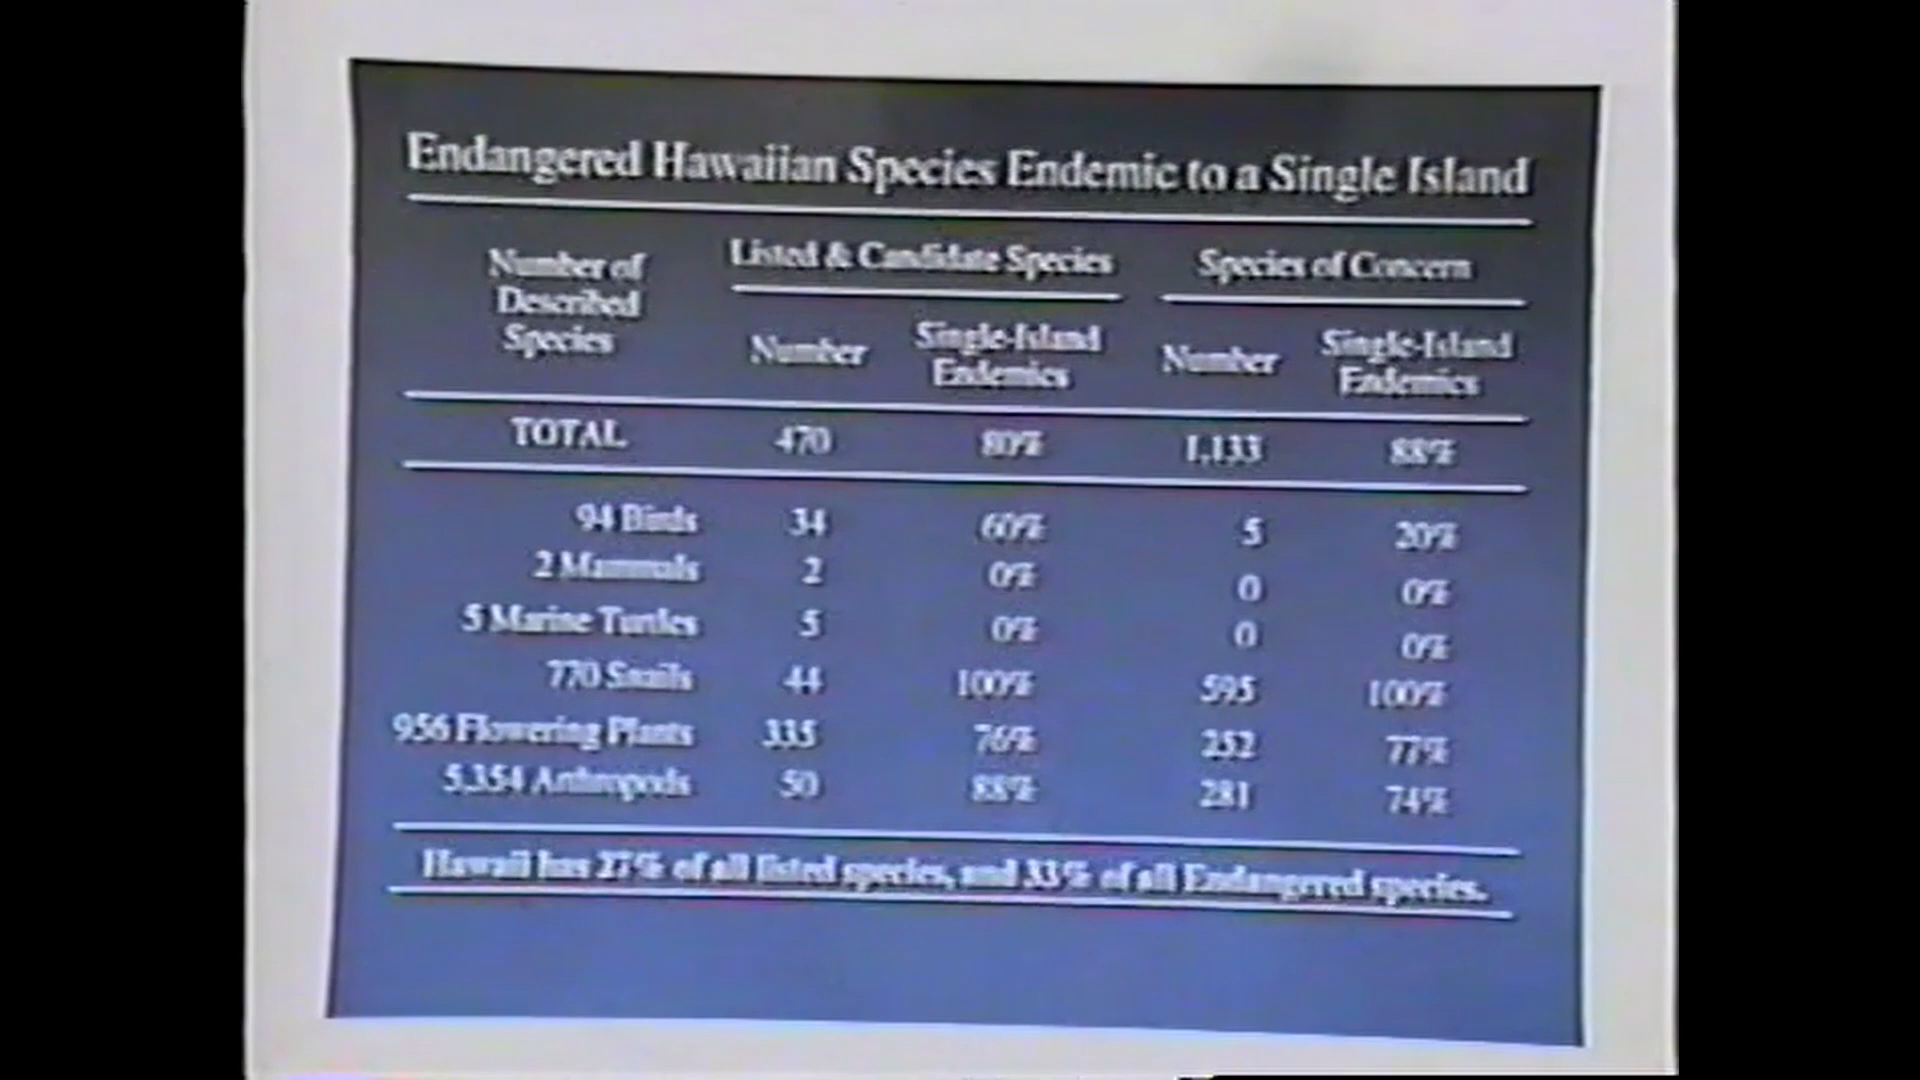 Endangered Hawaiian Species Endemic to a Single Island
Number of Described Species
Listed & Candidate Species
Species of Concern
Number
Single-Island Endemics
Number
Single-Island Endemics
TOTAL 470 80% 1,133 88%
94 Birds 34 60% 5 20%
2 Mammals 2 0% 0 0%
5 Marine Turtles 5 0% 0 0%
770 Snails 44 100% 595 100%
956 Flowering Plants 335 76% 252 77%
5,354 Arthropods 50 88% 281 74%
Hawaii has 27% of all listed species, and 33% of all Endangered species.